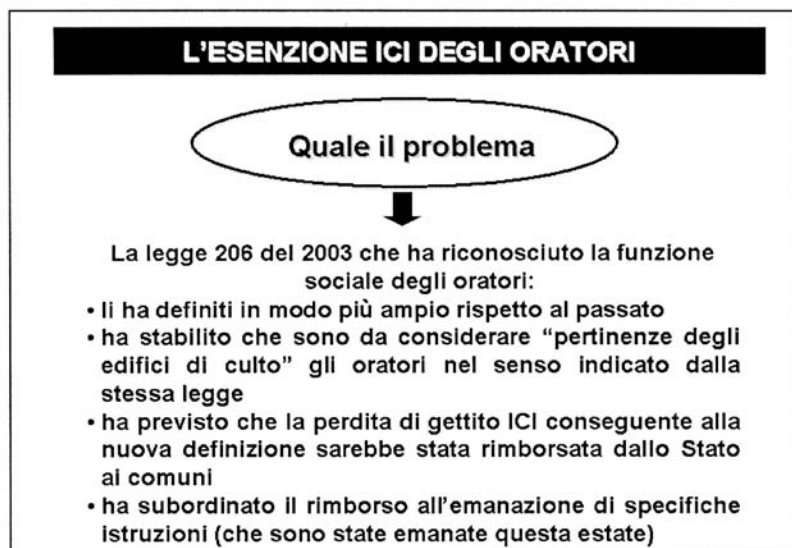 L'ESENZIONE ICI DEGLI ORATORI
Quale il problema
La legge 206 del 2003 che ha riconosciuto la funzione
sociale degli oratori:
• li ha definiti in modo più ampio rispetto al passato
• ha stabilito che sono da considerare “pertinenze degli
edifici di culto” gli oratori nel senso indicato dalla
stessa legge
• ha previsto che la perdita di gettito ICI conseguente alla
nuova definizione sarebbe stata rimborsata dallo Stato
ai comuni
• ha subordinato il rimborso all'emanazione di specifiche
istruzioni (che sono state emanate questa estate)